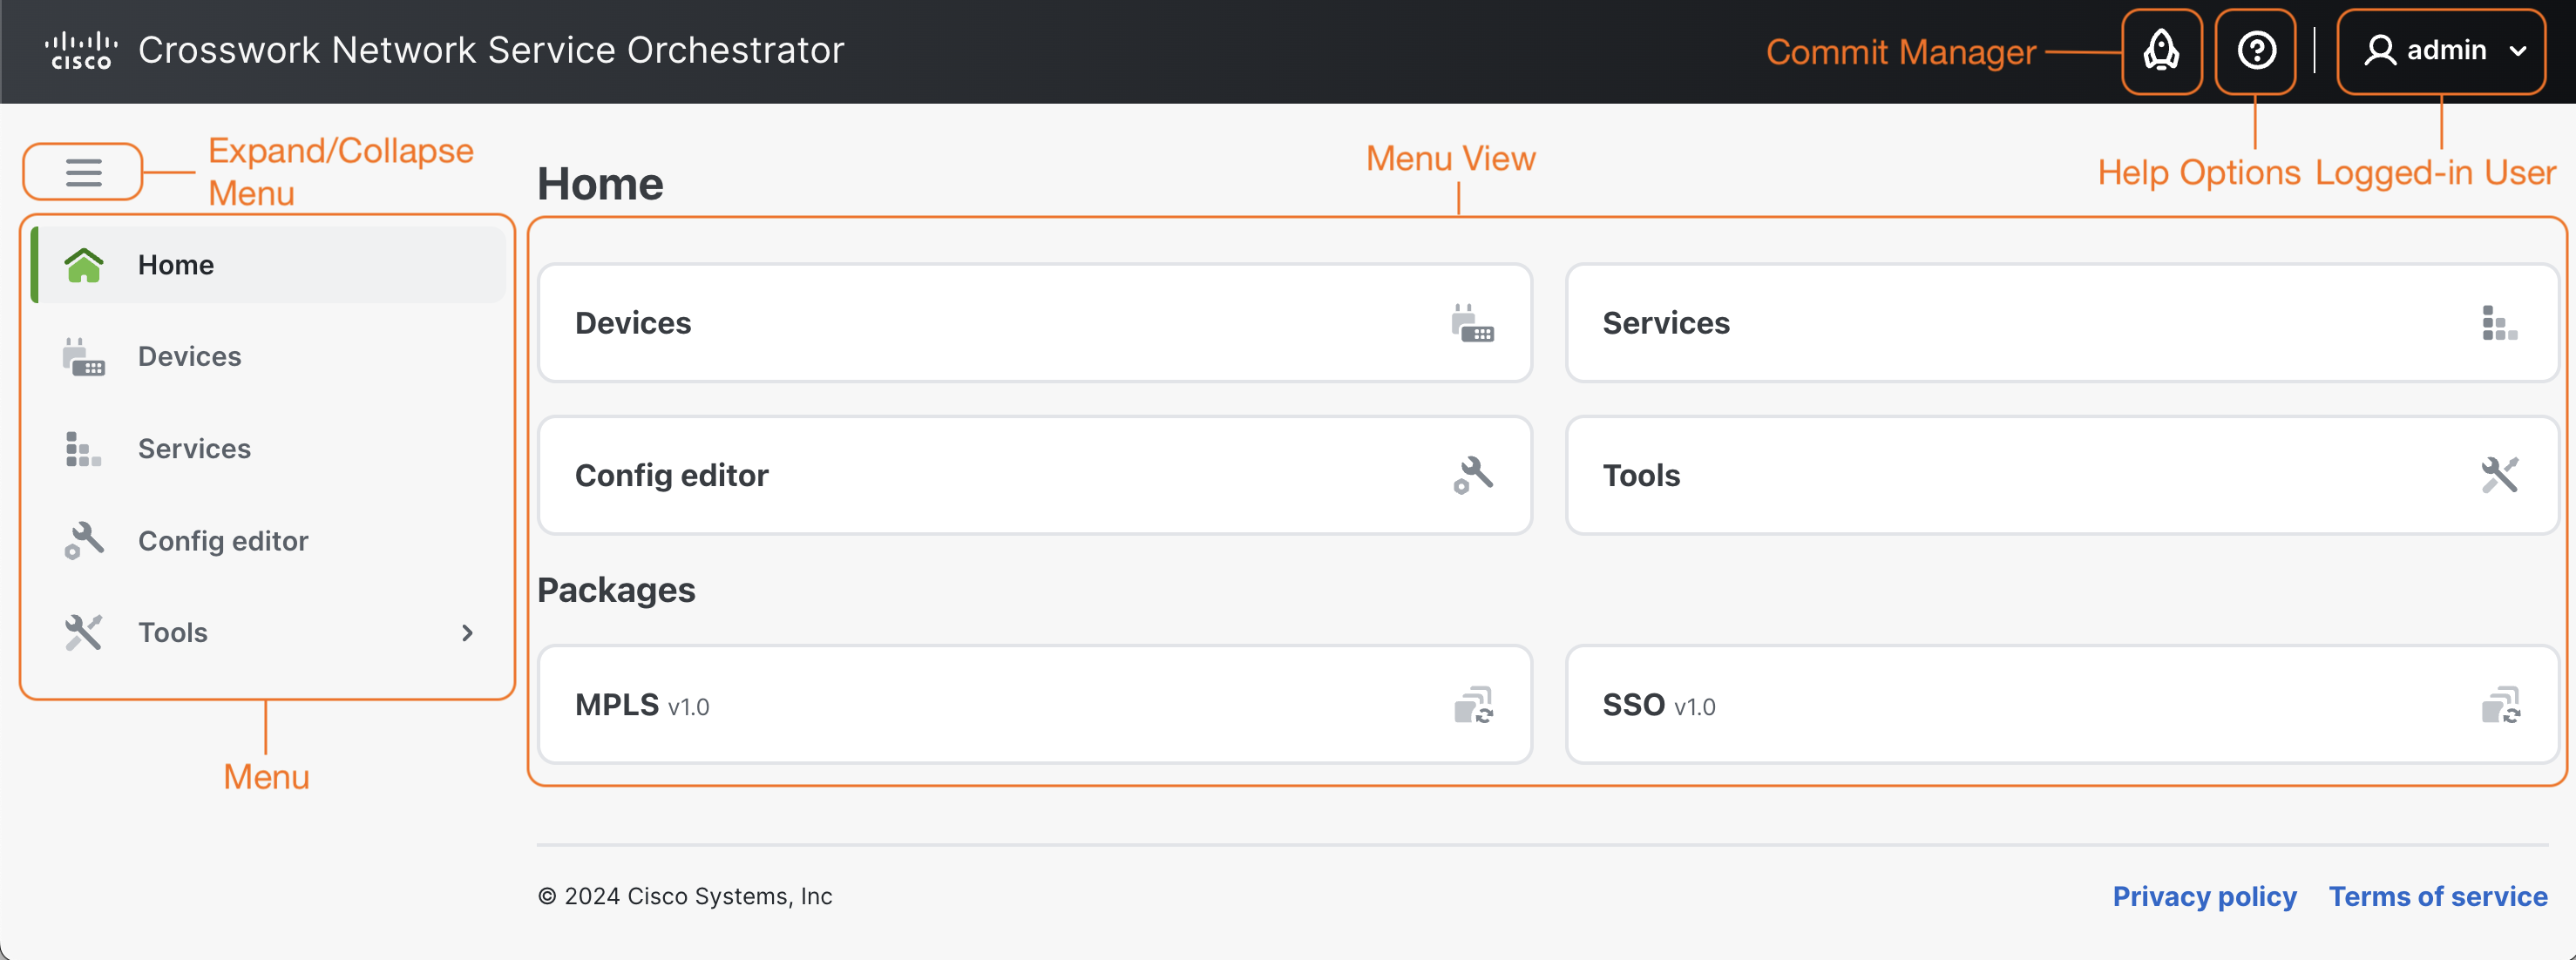 cisco Crosswork Network Service Orchestrator
Commit Manager
admin
Expand/Collapse
Menu
Home
Menu View
Help Options
Logged-in User
Home
Devices
Services
Config editor
Tools
Menu
Devices
Services
Config editor
Tools
Packages
MPLS v1.0
SSO v1.0
© 2024 Cisco Systems, Inc
Privacy policy
Terms of service